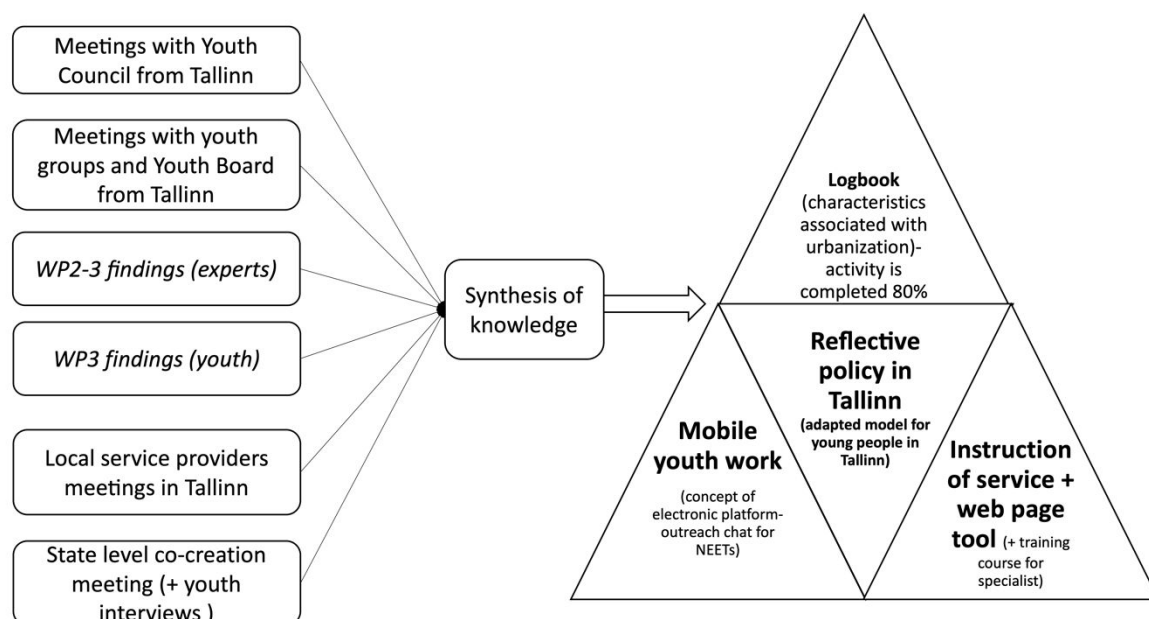 Meetings with Youth
Council from Tallinn
Meetings with youth
groups and Youth Board
from Tallinn
WP2-3 findings (experts)
WP3 findings (youth)
Local service providers
meetings in Tallinn
State level co-creation
meeting (+ youth
interviews )
Synthesis of
knowledge
Logbook
(characteristics
associated with
urbanization)-
activity is
completed 80%
Reflective
policy in
Tallinn
(adapted model for
young people in
Tallinn)
Mobile
youth work
(concept of
electronic platform-
outreach chat for
NEETs)
Instruction
of service +
web page
tool (+ training
course for
specialist)